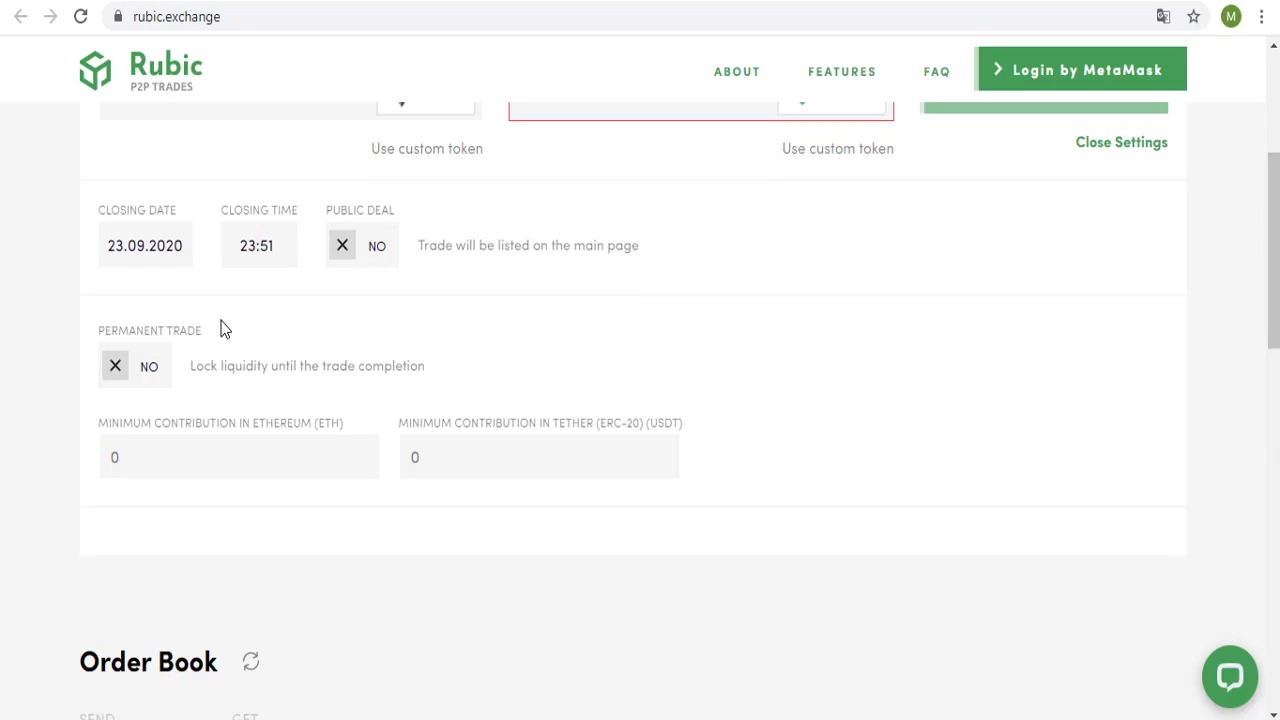 rubic.exchange
M
Rubic
P2P TRADES
ABOUT
FEATURES
FAQ
Login by MetaMask
Use custom token
Use custom token
Close Settings
CLOSING DATE
CLOSING TIME
PUBLIC DEAL
23.09.2020
23:51
NO
Trade will be listed on the main page
PERMANENT TRADE
NO
Lock liquidity until the trade completion
MINIMUM CONTRIBUTION IN ETHEREUM (ETH)
MINIMUM CONTRIBUTION IN TETHER (ERC-20) (USDT)
0
0
Order Book
SEND
GET